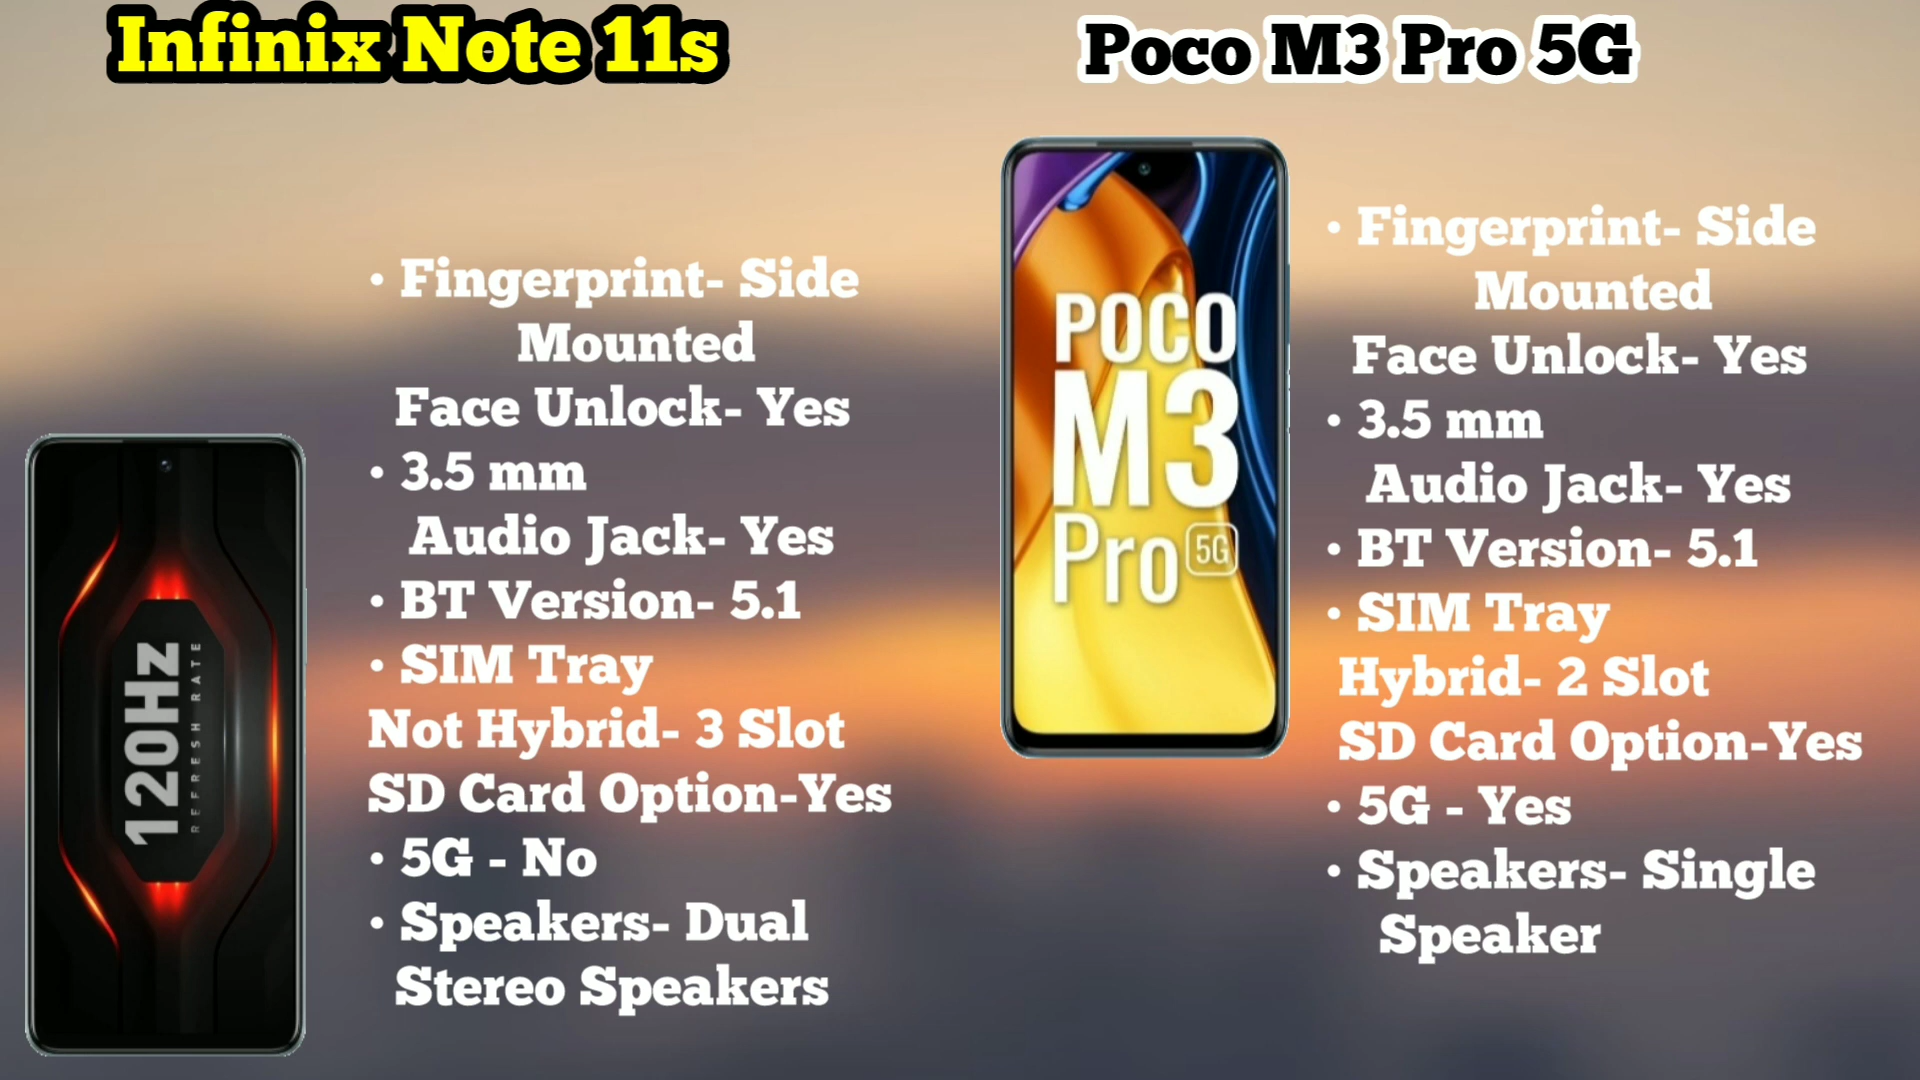 Infinix Note 11s
• Fingerprint- Side
Mounted
Face Unlock- Yes
• 3.5 mm
Audio Jack- Yes
• BT Version- 5.1
• SIM Tray
Not Hybrid- 3 Slot
SD Card Option-Yes
• 5G - No
• Speakers- Dual
Stereo Speakers
120Hz
REFRESH RATE
Poco M3 Pro 5G
POCO
M3
Pro 5G
• Fingerprint- Side
Mounted
Face Unlock- Yes
• 3.5 mm
Audio Jack- Yes
• BT Version- 5.1
• SIM Tray
Hybrid- 2 Slot
SD Card Option-Yes
• 5G - Yes
• Speakers- Single
Speaker